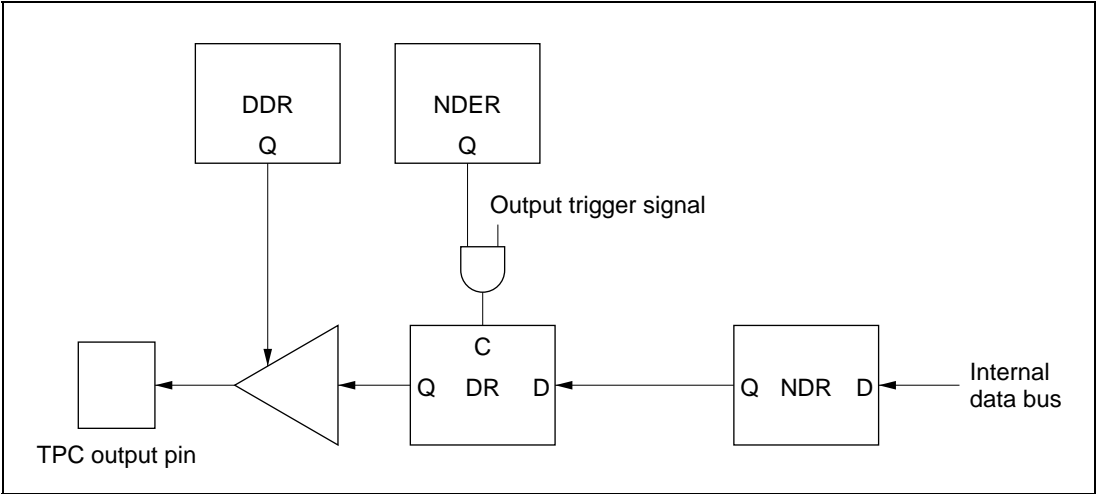 DDR
Q
NDER
Q
Output trigger signal
C
Q DR D
Q NDR D
Internal
data bus
TPC output pin